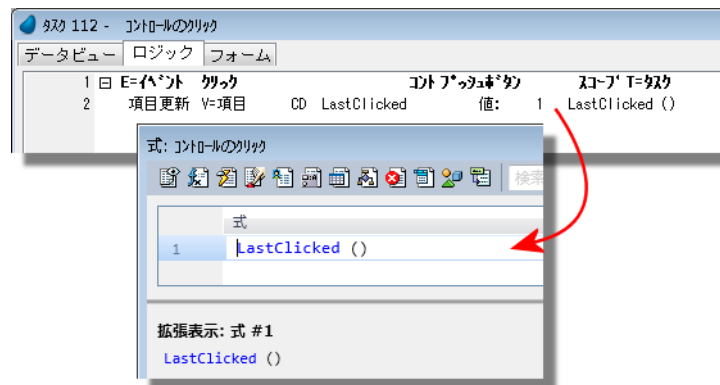 ﾀｽｸ 112 - ｺﾝﾄﾛｰﾙのｸﾘｯｸ
データビュー ロジック フォーム
1 E=ｲﾍﾞﾝﾄ ｸﾘｯｸ ｺﾝﾄ ﾌﾟｯｼｭﾎﾞﾀﾝ ｽｺｰﾌﾟ T=ﾀｽｸ
2 項目更新 V=項目 CD LastClicked 値: 1 LastClicked ()
式: ｺﾝﾄﾛｰﾙのｸﾘｯｸ
検索
式
1 LastClicked ()
拡張表示: 式 #1
LastClicked ()